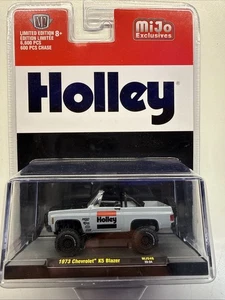 M2
LIMITED EDITION 8+
EDITION LIMITÉE
6,600 PCS
600 PCS CHASE
MiJo
Exclusives
Holley
Holley
1973 Chevrolet K5 Blazer